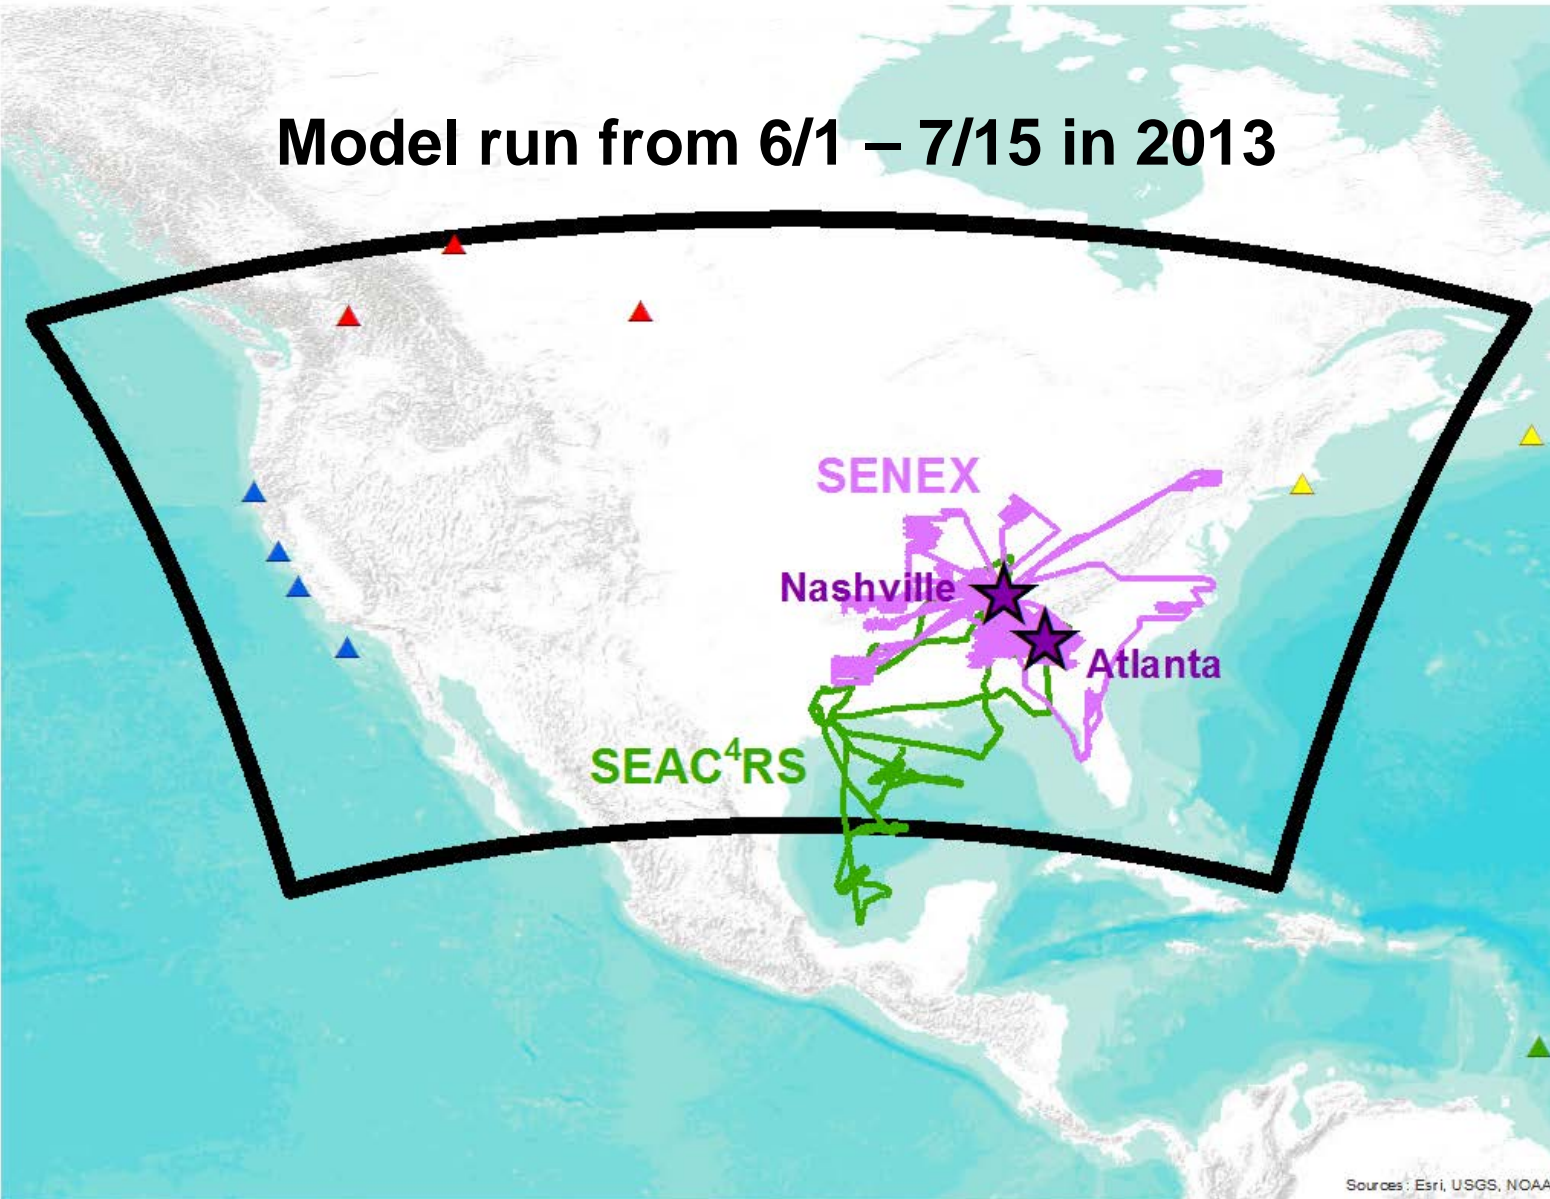 Model run from 6/1 – 7/15 in 2013
SENEX
Nashville
Atlanta
SEAC⁴RS
Sources: Esri, USGS, NOAA